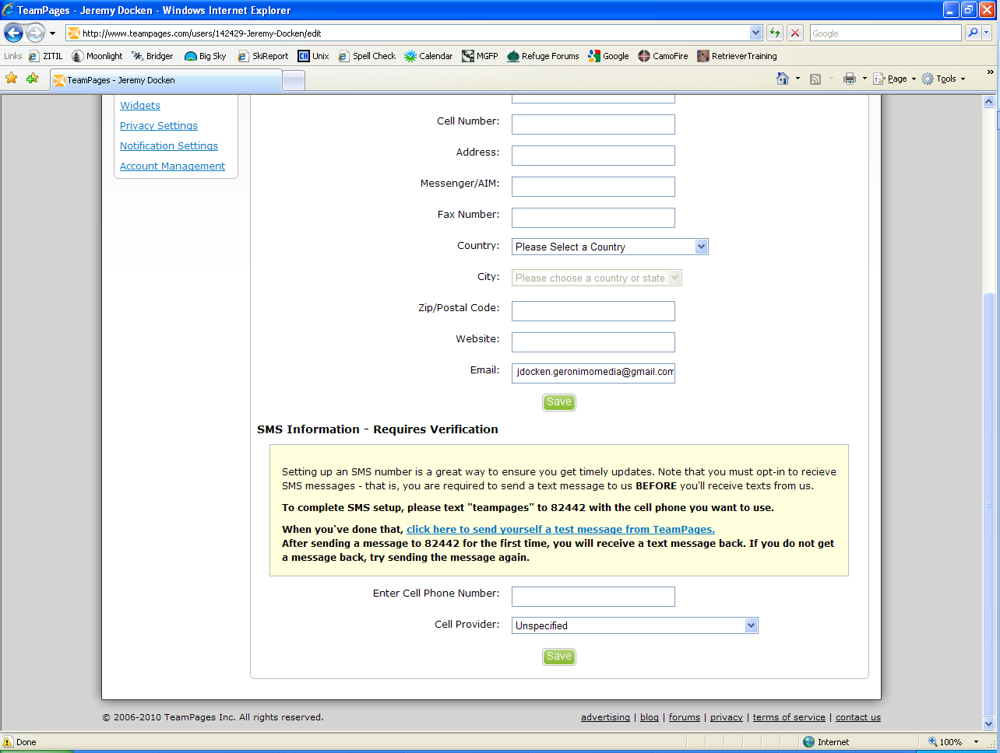 TeamPages - Jeremy Docken - Windows Internet Explorer
http://www.teampages.com/users/142429-Jeremy-Docken/edit
Google
Links ZITIL Moonlight Bridger Big Sky SkiReport Unix Spell Check Calendar MGFP Refuge Forums Google CamoFire RetrieverTraining
TeamPages - Jeremy Docken
Page Tools »
Widgets
Privacy Settings
Notification Settings
Account Management
Cell Number:
Address:
Messenger/AIM:
Fax Number:
Country: Please Select a Country
City: Please choose a country or state
Zip/Postal Code:
Website:
Email: jdocken.geronimomedia@gmail.com
Save
SMS Information - Requires Verification
Setting up an SMS number is a great way to ensure you get timely updates. Note that you must opt-in to recieve
SMS messages - that is, you are required to send a text message to us BEFORE you'll receive texts from us.
To complete SMS setup, please text "teampages" to 82442 with the cell phone you want to use.
When you've done that, click here to send yourself a test message from TeamPages.
After sending a message to 82442 for the first time, you will receive a text message back. If you do not get
a message back, try sending the message again.
Enter Cell Phone Number:
Cell Provider: Unspecified
Save
© 2006-2010 TeamPages Inc. All rights reserved.
advertising | blog | forums | privacy | terms of service | contact us
Done
Internet
100%